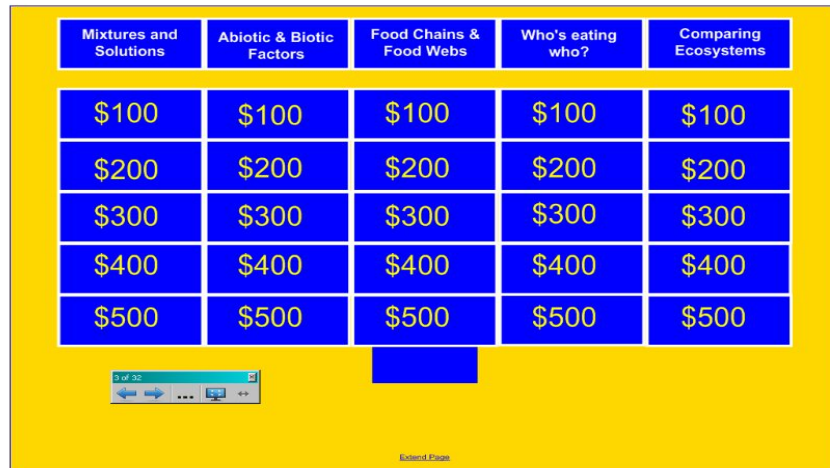 Mixtures and
Solutions
Abiotic & Biotic
Factors
Food Chains &
Food Webs
Who's eating
who?
Comparing
Ecosystems
$100 $100 $100 $100 $100
$200 $200 $200 $200 $200
$300 $300 $300 $300 $300
$400 $400 $400 $400 $400
$500 $500 $500 $500 $500
3 of 32
Extend Page